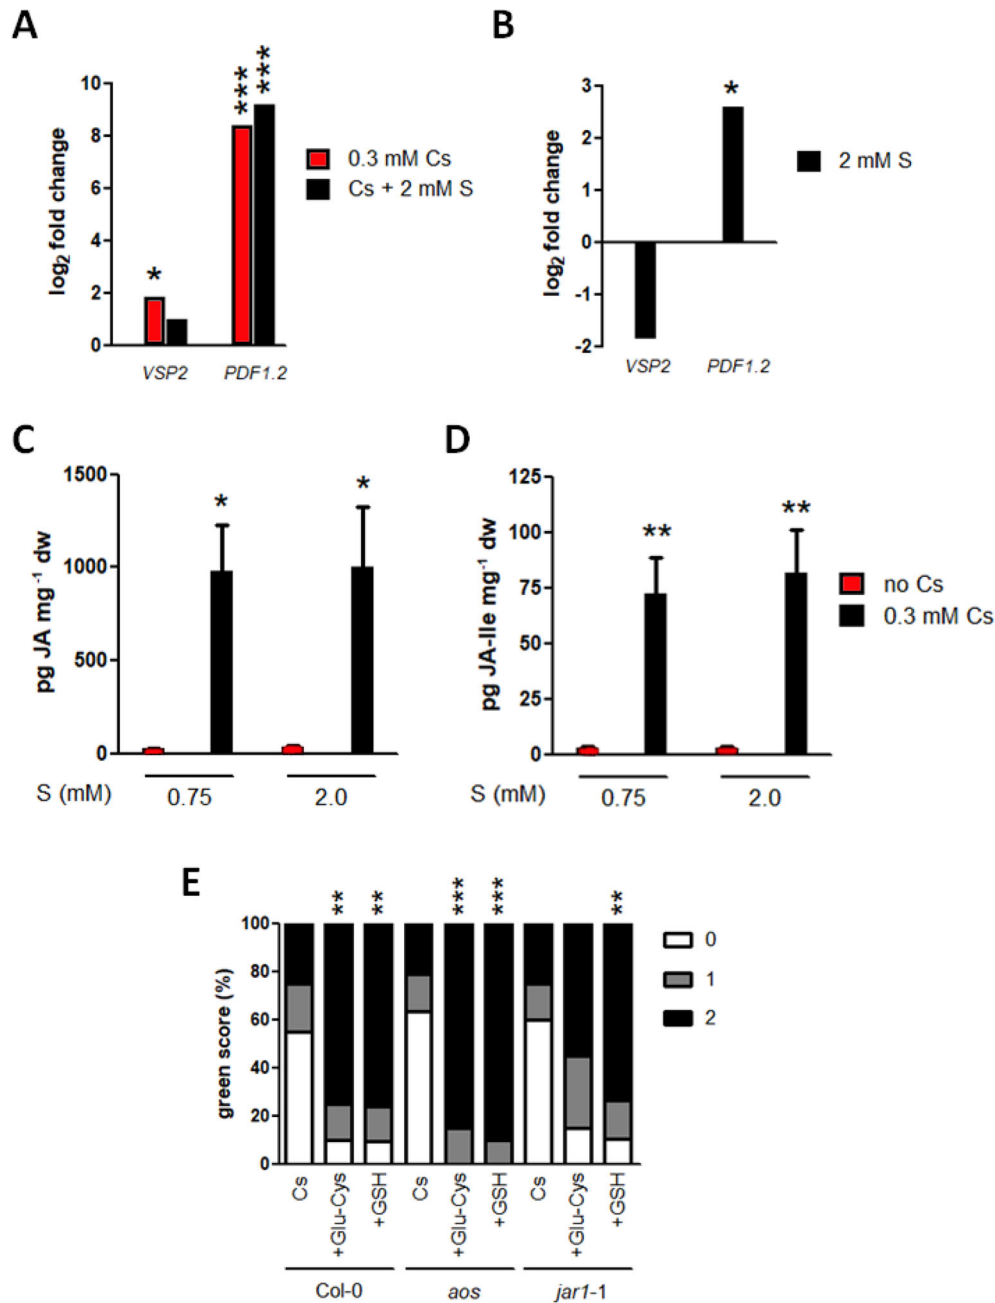 A
log2 fold change
10
8
6
4
2
0
*
***
***
VSP2
PDF1.2
0.3 mM Cs
Cs + 2 mM S
B
log2 fold change
3
2
1
0
-1
-2
*
VSP2
PDF1.2
2 mM S
C
pg JA mg-1 dw
1500
1000
500
0
*
*
S (mM)
0.75
2.0
D
pg JA-Ile mg-1 dw
125
100
75
50
25
0
**
**
S (mM)
0.75
2.0
no Cs
0.3 mM Cs
E
green score (%)
100
80
60
40
20
0
**
**
***
***
**
0
1
2
Cs
+Glu-Cys
+GSH
Cs
+Glu-Cys
+GSH
Cs
+Glu-Cys
+GSH
Col-0
aos
jar1-1